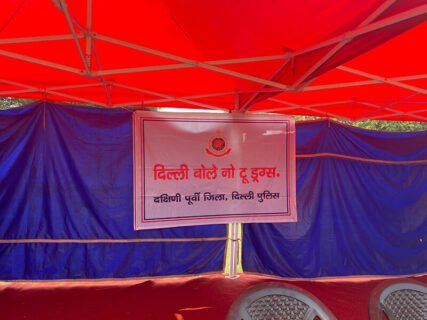 दिल्ली बोले नो टू ड्रग्स.
दक्षिणी पूर्वी जिला, दिल्ली पुलिस